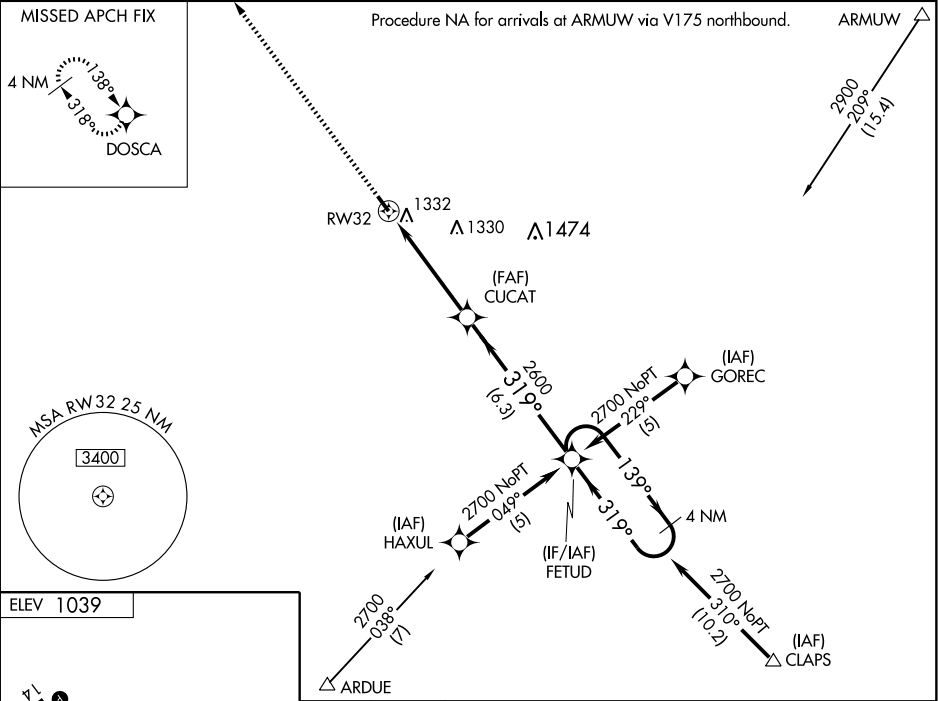 MISSED APCH FIX
4 NM
138°
318°
DOSCA
Procedure NA for arrivals at ARMUW via V175 northbound.
ARMUW
2900
209°
(15.4)
RW32
1332
1330
1474
(FAF)
CUCAT
2600
319°
(6.3)
(IAF)
GOREC
2700 NoPT
229°
(5)
MSA RW32 25 NM
3400
2700 NoPT
049°
(5)
(IAF)
HAXUL
139°
319°
4 NM
(IF/IAF)
FETUD
2700 NoPT
310°
(10.2)
(IAF)
CLAPS
2700
038°
(7)
ARDUE
ELEV 1039
14